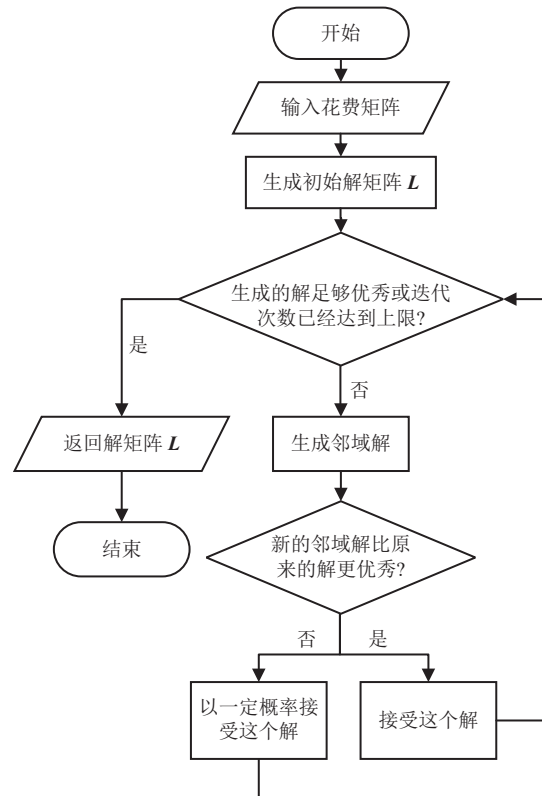 开始
输入花费矩阵
生成初始解矩阵 L
生成的解足够优秀或迭代
次数已经达到上限?
是
否
返回解矩阵 L
生成邻域解
结束
新的邻域解比原
来的解更优秀?
否
是
以一定概率接
受这个解
接受这个解